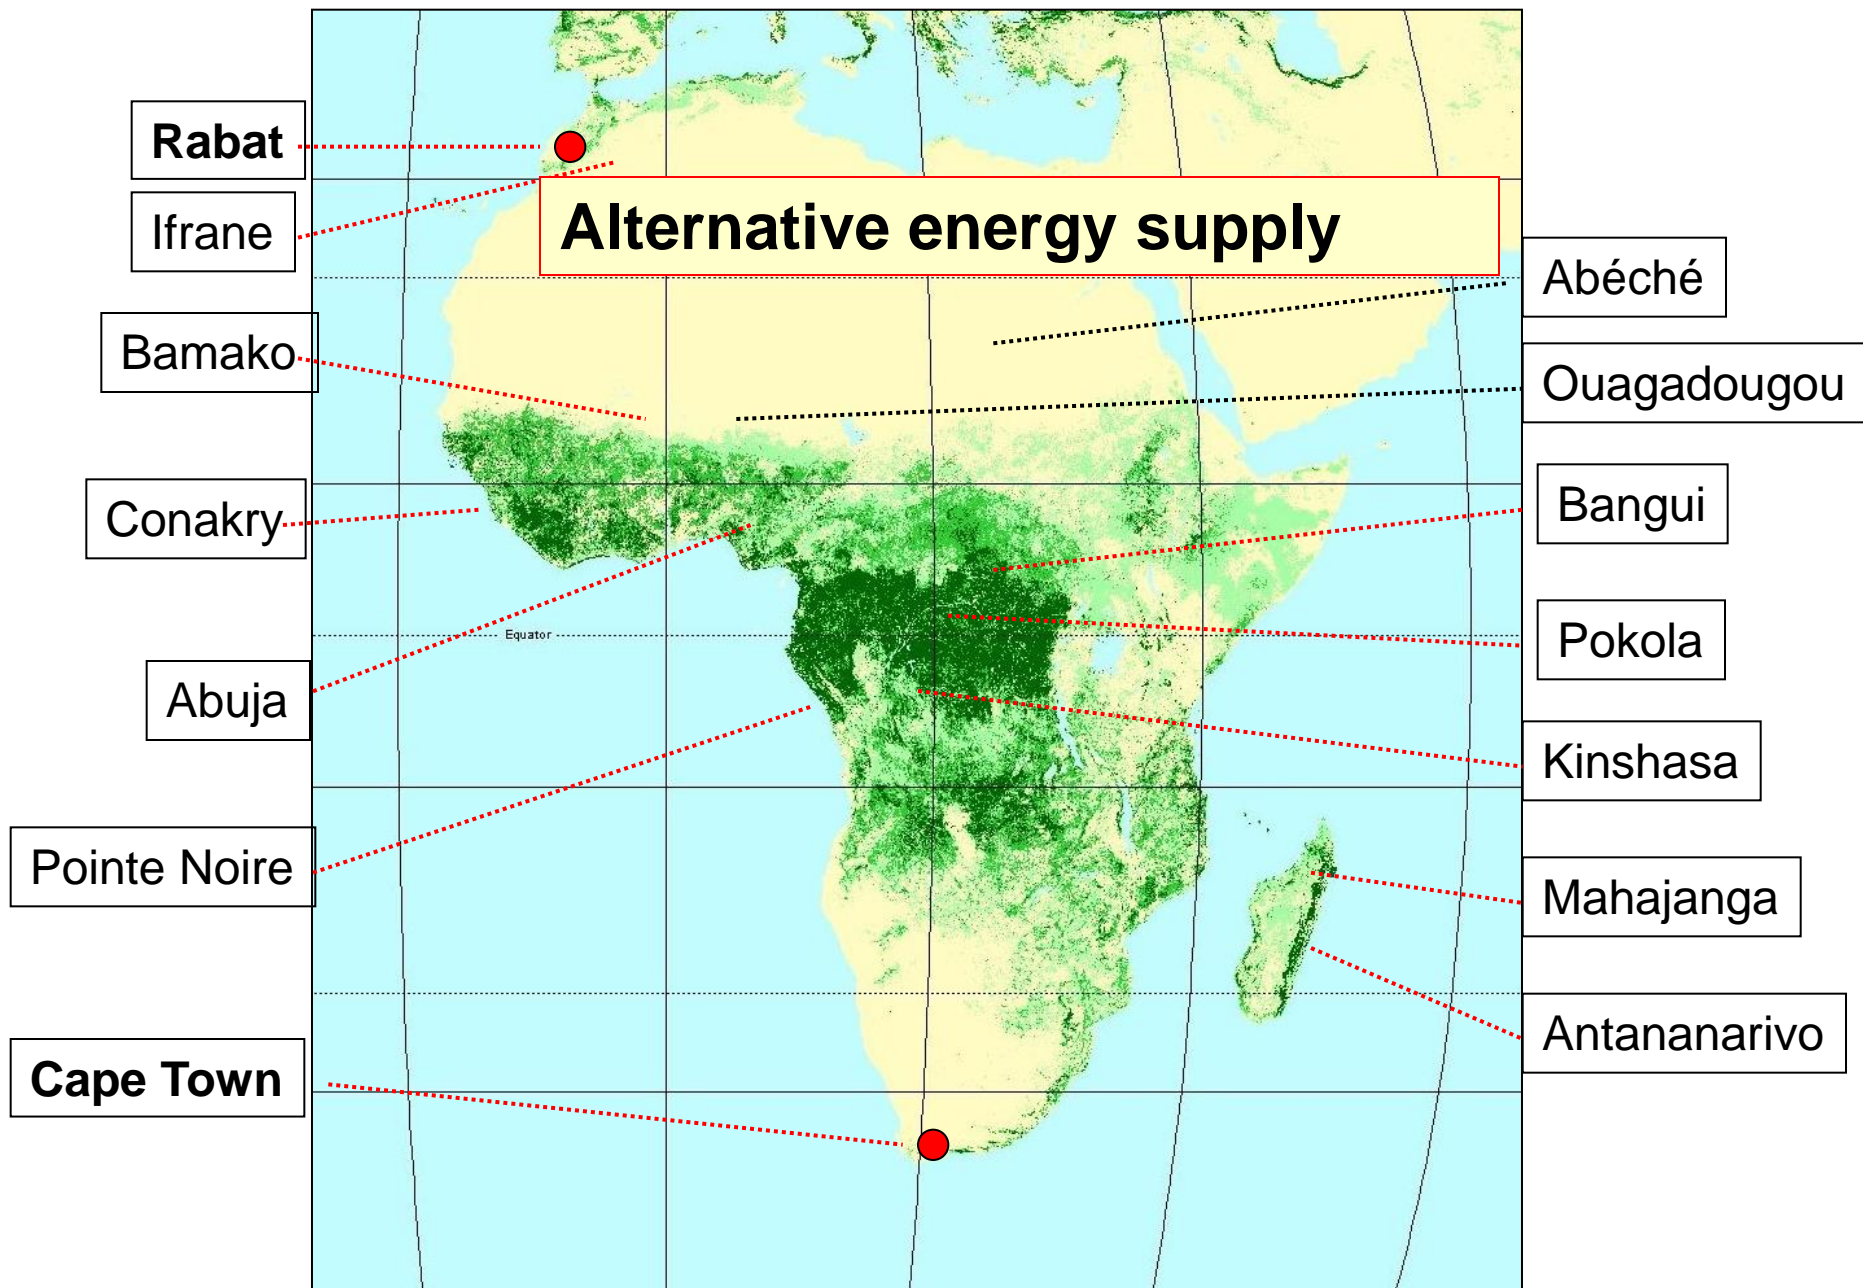 Rabat
Ifrane
Alternative energy supply
Abéché
Bamako
Ouagadougou
Conakry
Bangui
Equator
Pokola
Abuja
Kinshasa
Pointe Noire
Mahajanga
Antananarivo
Cape Town